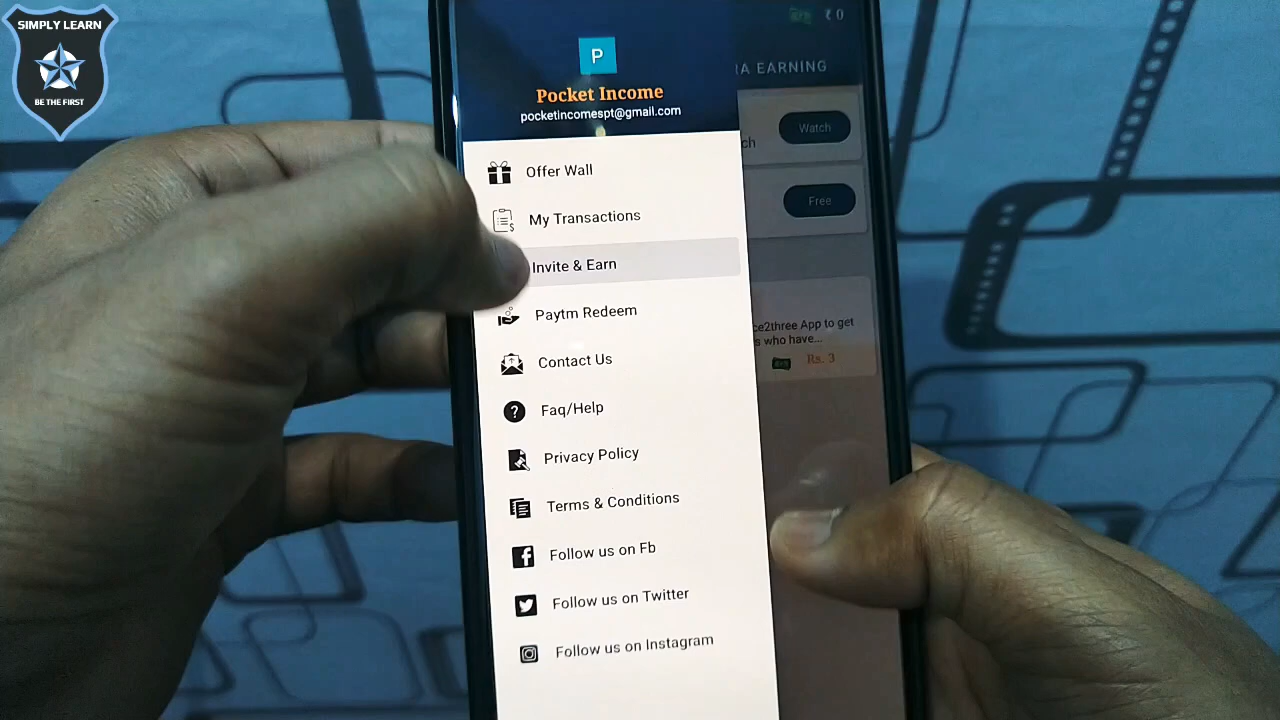 SIMPLY LEARN
BE THE FIRST
₹ 0
P
Pocket Income
pocketincomespt@gmail.com
RA EARNING
Offer Wall
ch
Watch
My Transactions
Free
Invite & Earn
Paytm Redeem
ce2three App to get
s who have...
Rs. 3
Contact Us
Faq/Help
Privacy Policy
Terms & Conditions
Follow us on Fb
Follow us on Twitter
Follow us on Instagram